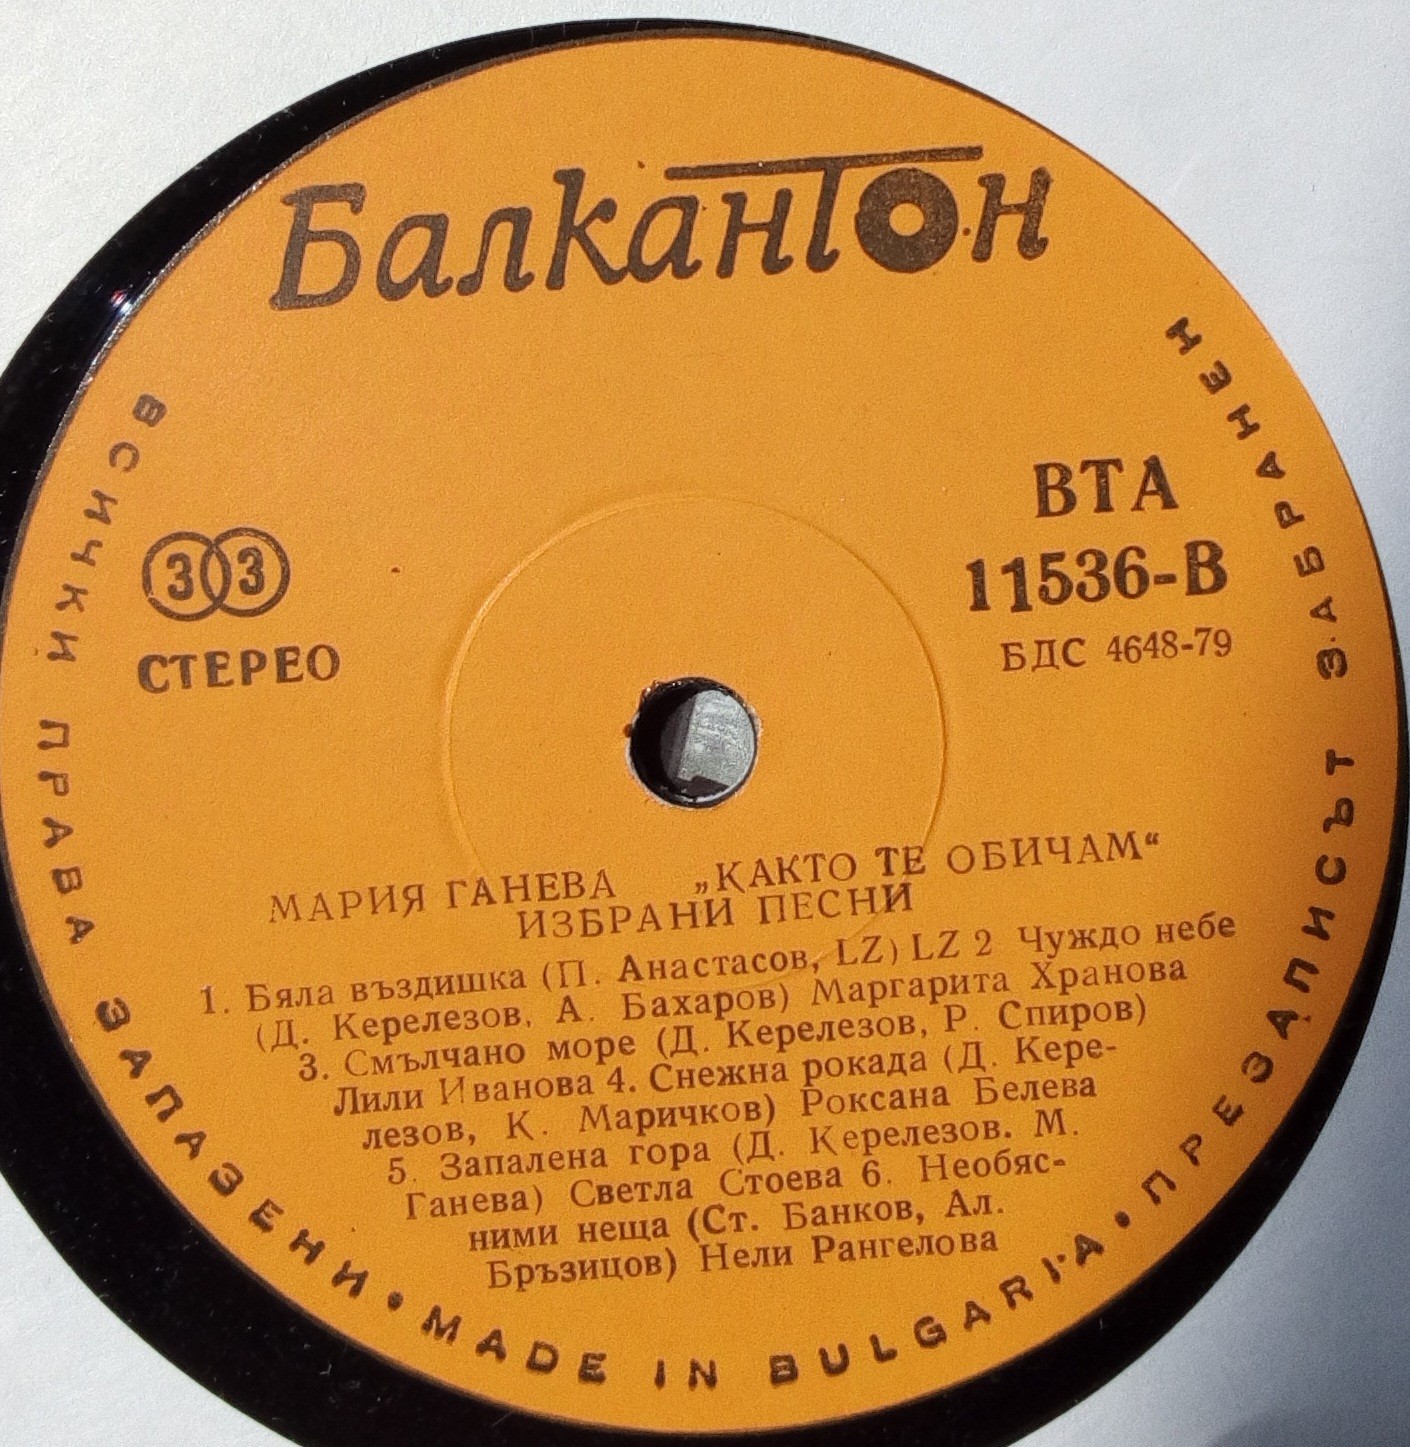 Балкантон
33
СТЕРЕО
ВТА
11536-В
БДС 4648-79
МАРИЯ ГАНЕВА „КАКТО ТЕ ОБИЧАМ“
ИЗБРАНИ ПЕСНИ
1. Бяла въздишка (П. Анастасов, LZ) LZ 2 Чуждо небе
(Д. Керелезов, А. Бахаров) Маргарита Хранова
3. Смълчано море (Д. Керелезов, Р. Спиров)
Лили Иванова 4. Снежна рокада (Д. Кере-
лезов, К. Маричков) Роксана Белева
5. Запалена гора (Д. Керелезов. М.
Ганева) Светла Стоева 6. Необяс-
ними неща (Ст. Банков, Ал.
Бръзицов) Нели Рангелова
ВСИЧКИ ПРАВА ЗАПАЗЕНИ • MADE IN BULGARIA • ПРЕЗАПИСЪТ ЗАБРАНЕН